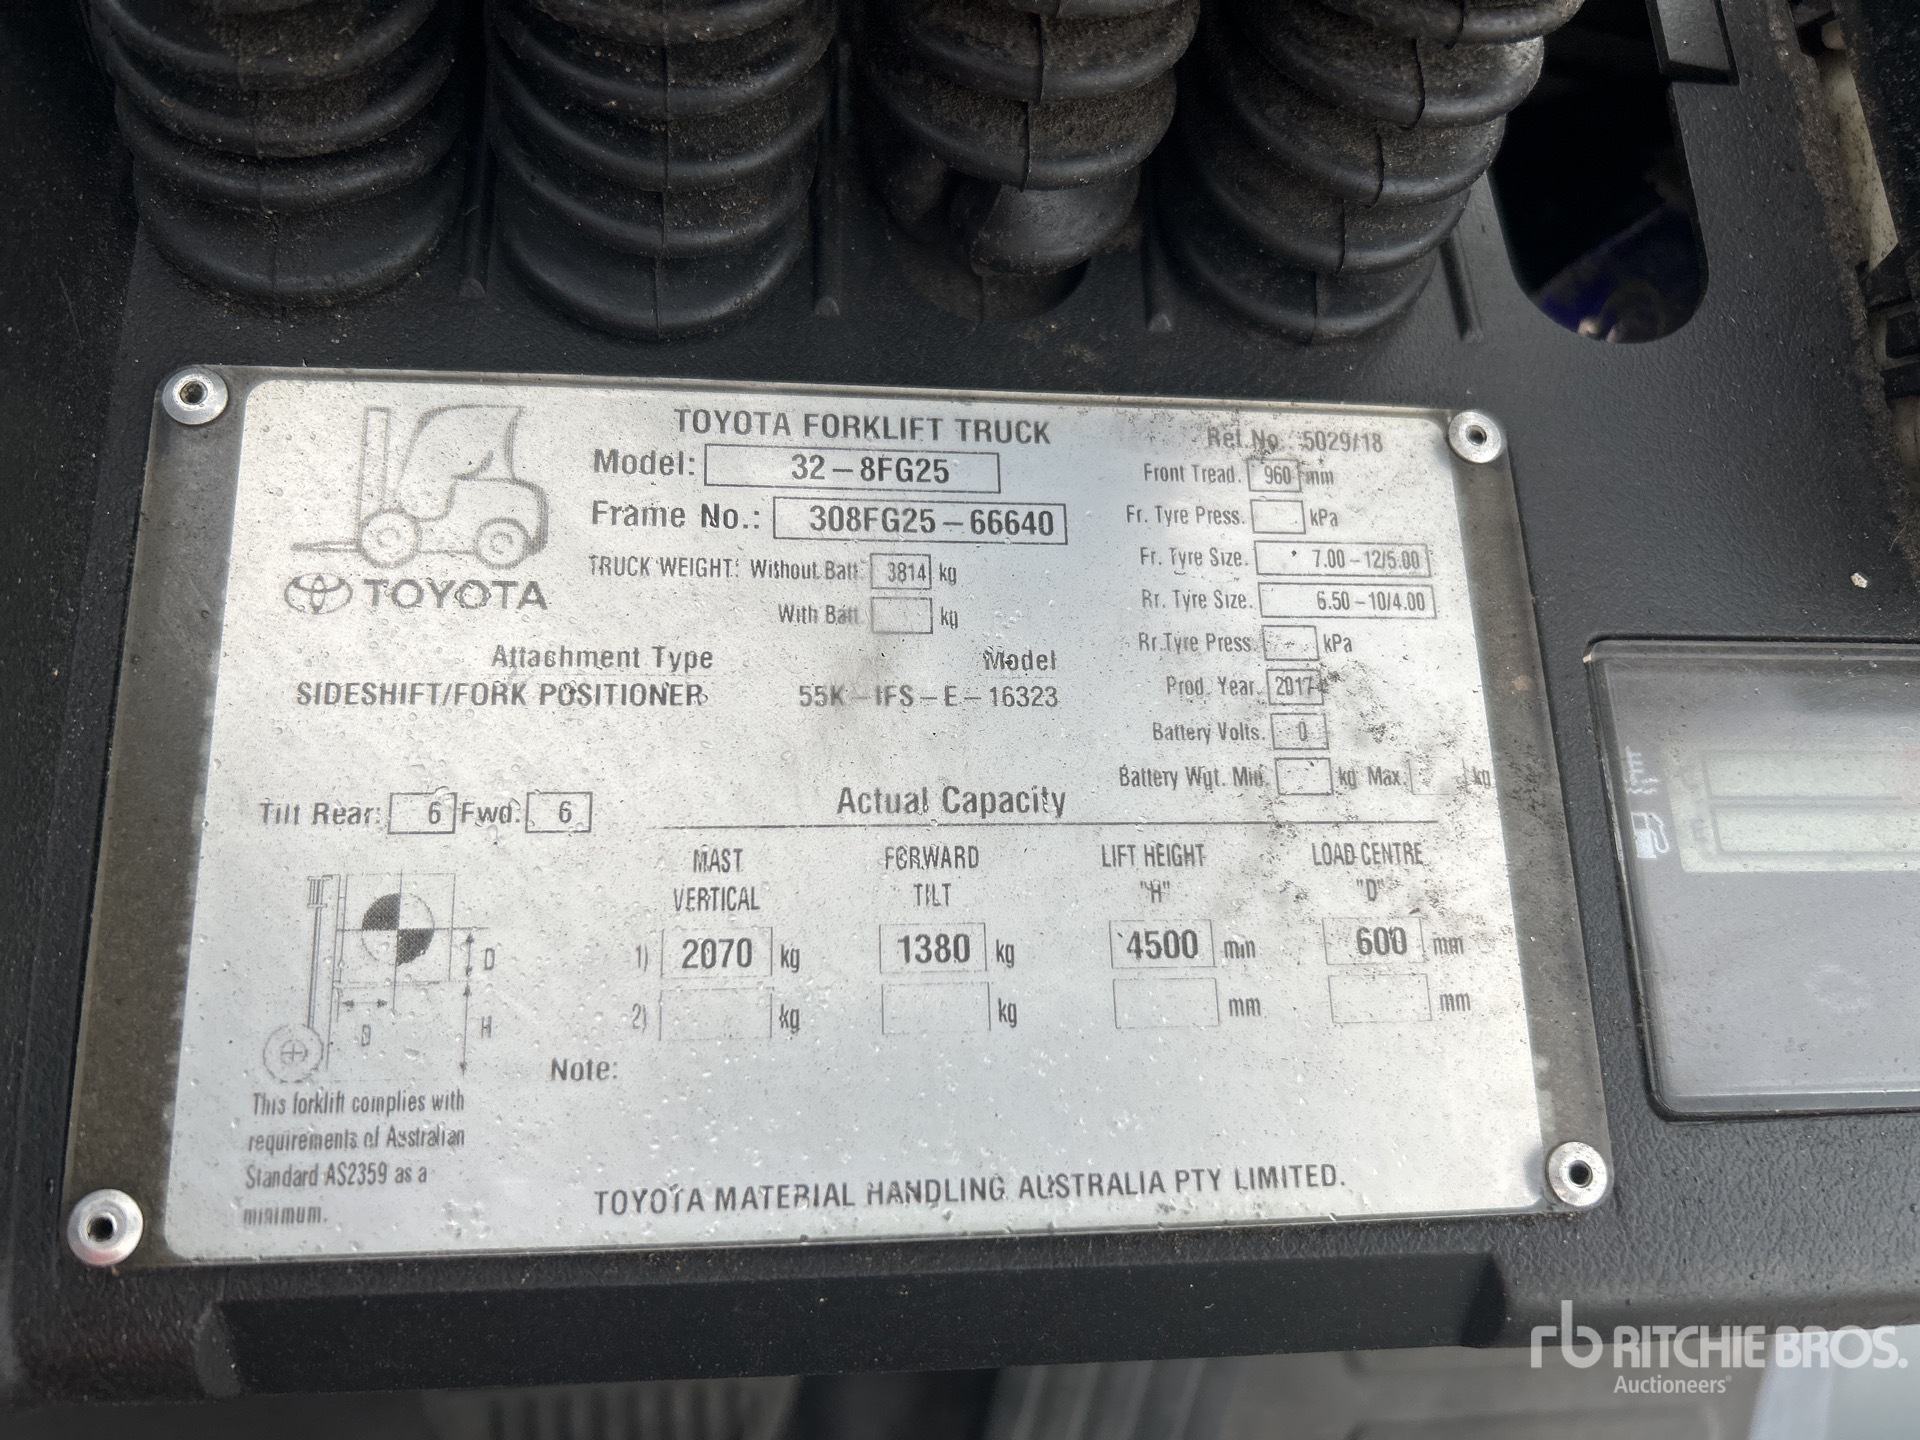 TOYOTA FORKLIFT TRUCK
Ref.No. 5029/18
Model: 32-8FG25
Front Tread. 960 mm
Frame No.: 308FG25-66640
Fr. Tyre Press. kPa
TRUCK WEIGHT: Without Batt. 3814 kg
Fr. Tyre Size. 7.00-12/5.00
TOYOTA
With Batt. kg
Rr. Tyre Size. 6.50-10/4.00
Rr. Tyre Press. - kPa
Attachment Type Model
Prod. Year. 2017
SIDESHIFT/FORK POSITIONER 55K-IFS-E-16323
Battery Volts. 0
Battery Wgt. Min. kg Max. kg
Tilt Rear: 6 Fwd: 6
Actual Capacity
MAST VERTICAL
FORWARD TILT
LIFT HEIGHT "H"
LOAD CENTRE "D"
1) 2070 kg 1380 kg 4500 mm 600 mm
2) kg kg mm mm
D
D
H
Note:
This forklift complies with
requirements of Australian
Standard AS2359 as a
minimum.
TOYOTA MATERIAL HANDLING AUSTRALIA PTY LIMITED.
E
rb RITCHIE BROS.
Auctioneers